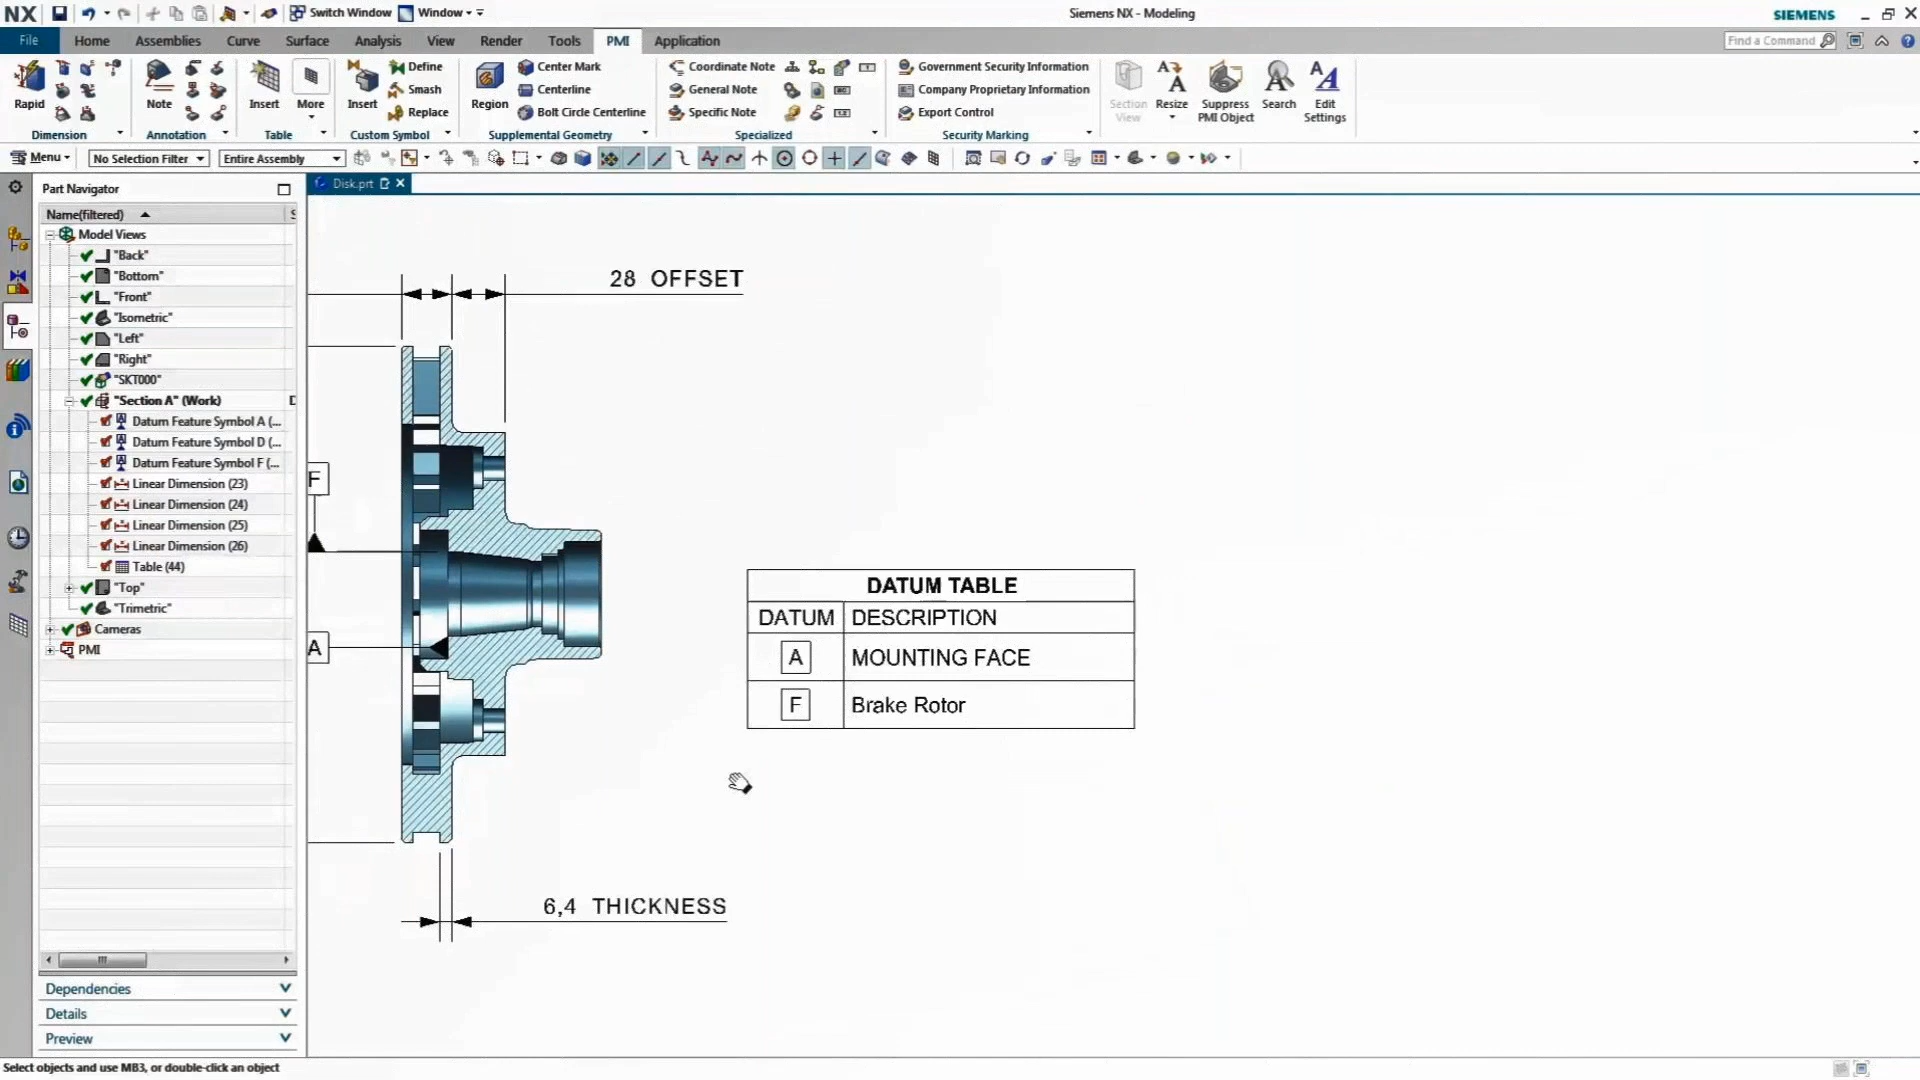 NX Switch Window Window Siemens NX - Modeling SIEMENS
File Home Assemblies Curve Surface Analysis View Render Tools PMI Application Find a Command
Rapid
Dimension
Note
Annotation
Insert
More
Table
Insert
Define
Smash
Replace
Custom Symbol
Region
Center Mark
Centerline
Bolt Circle Centerline
Supplemental Geometry
Coordinate Note
General Note
Specific Note
Specialized
Government Security Information
Company Proprietary Information
Export Control
Security Marking
Section
View
Resize
Suppress
PMI Object
Search
Edit
Settings
Menu No Selection Filter Entire Assembly
Part Navigator
Disk.prt
Name(filtered) S
Model Views
"Back"
"Bottom"
"Front"
"Isometric"
"Left"
"Right"
"SKT000"
"Section A" (Work) D
Datum Feature Symbol A (...
Datum Feature Symbol D (...
Datum Feature Symbol F (...
Linear Dimension (23)
Linear Dimension (24)
Linear Dimension (25)
Linear Dimension (26)
Table (44)
"Top"
"Trimetric"
Cameras
PMI
Dependencies
Details
Preview
28 OFFSET
F
A
DATUM TABLE
DATUM DESCRIPTION
A MOUNTING FACE
F Brake Rotor
6,4 THICKNESS
Select objects and use MB3, or double-click an object